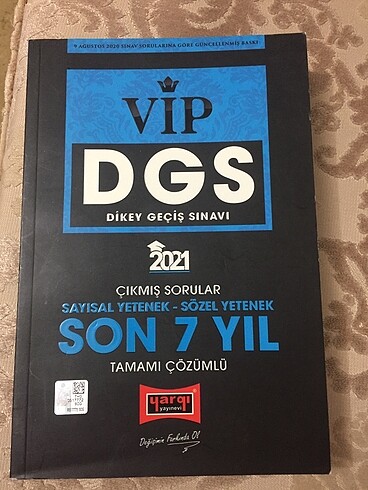 9 AĞUSTOS 2020 SINAV SORULARINA GÖRE GÜNCELLENMİŞ BASKI
VİP
DGS
DİKEY GEÇİŞ SINAVI
2021
ÇIKMIŞ SORULAR
SAYISAL YETENEK - SÖZEL YETENEK
SON 7 YIL
TAMAMI ÇÖZÜMLÜ
yargı
yayınevi
Değişimin Farkında Ol